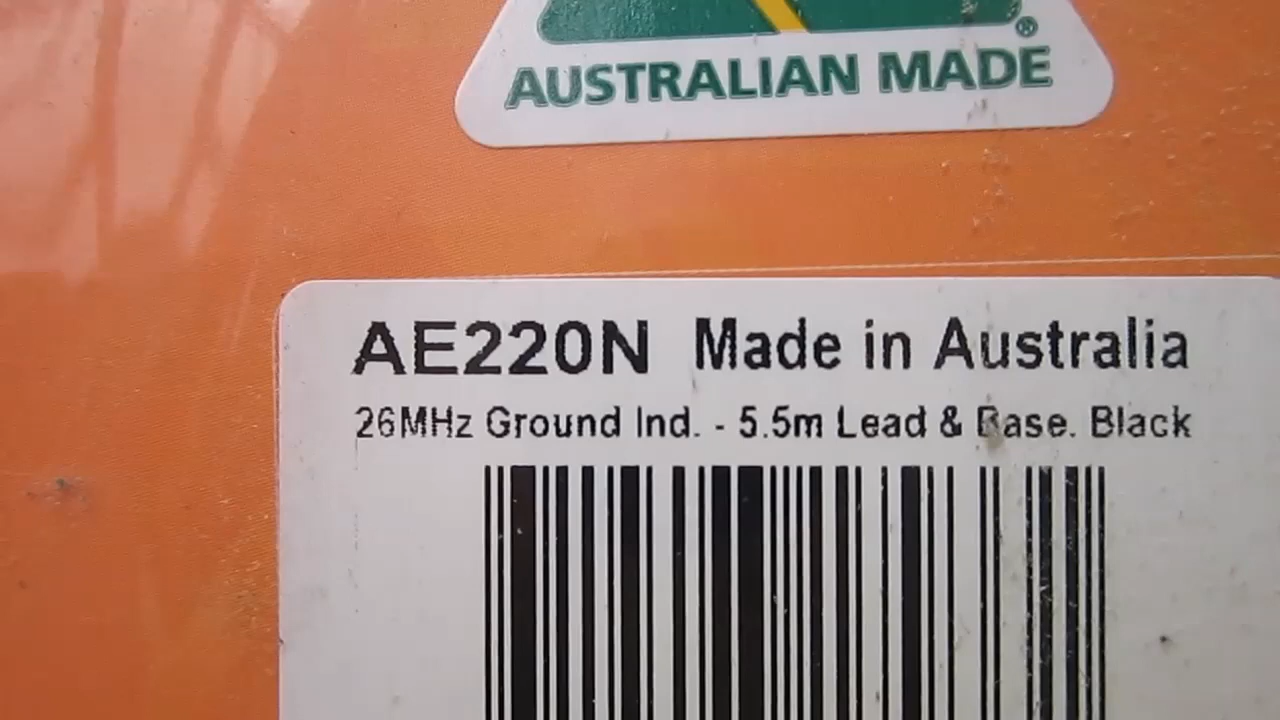 ®
AUSTRALIAN MADE
AE220N Made in Australia
26MHz Ground Ind. - 5.5m Lead & Base. Black